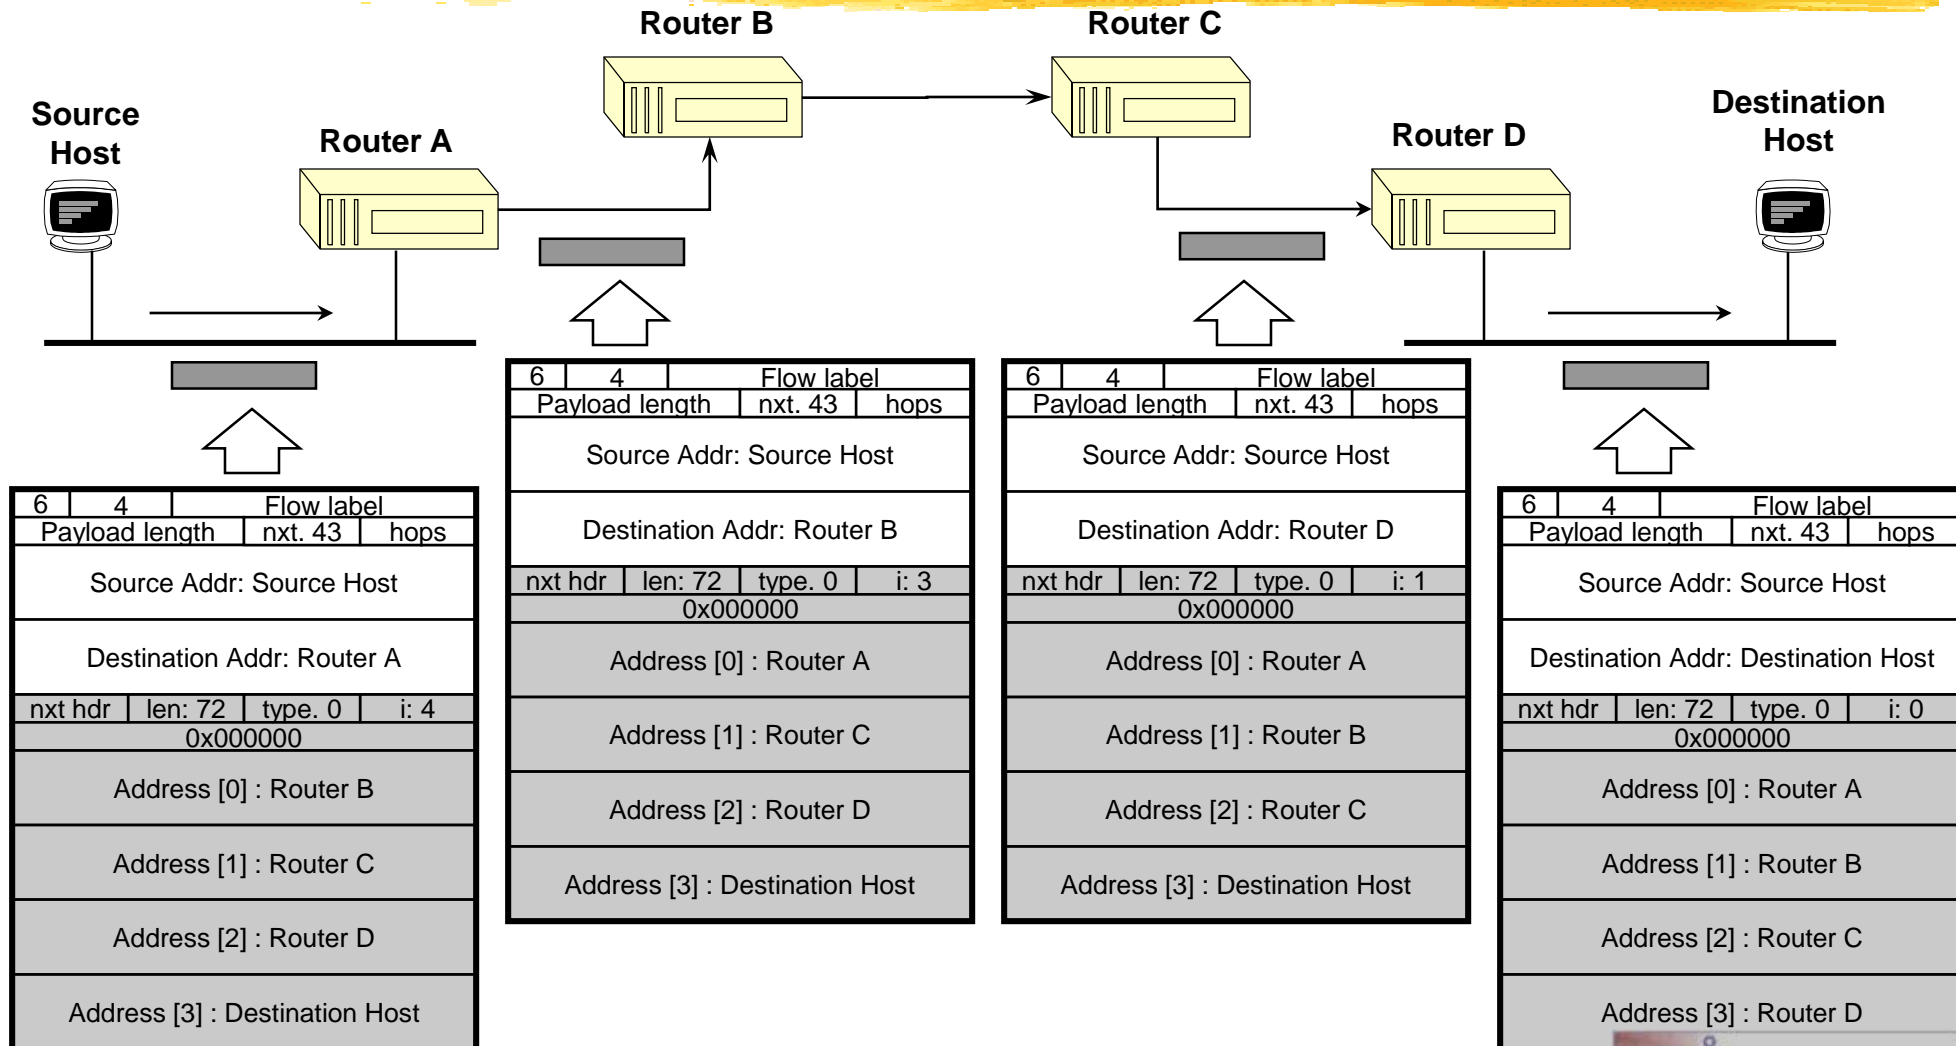 Router B
Router C
Source
Host
Router A
Router D
Destination
Host
6 4 Flow label
Payload length nxt. 43 hops
Source Addr: Source Host
Destination Addr: Router A
nxt hdr len: 72 type. 0 i: 4
0x000000
Address [0] : Router B
Address [1] : Router C
Address [2] : Router D
Address [3] : Destination Host
6 4 Flow label
Payload length nxt. 43 hops
Source Addr: Source Host
Destination Addr: Router B
nxt hdr len: 72 type. 0 i: 3
0x000000
Address [0] : Router A
Address [1] : Router C
Address [2] : Router D
Address [3] : Destination Host
6 4 Flow label
Payload length nxt. 43 hops
Source Addr: Source Host
Destination Addr: Router D
nxt hdr len: 72 type. 0 i: 1
0x000000
Address [0] : Router A
Address [1] : Router B
Address [2] : Router C
Address [3] : Destination Host
6 4 Flow label
Payload length nxt. 43 hops
Source Addr: Source Host
Destination Addr: Destination Host
nxt hdr len: 72 type. 0 i: 0
0x000000
Address [0] : Router A
Address [1] : Router B
Address [2] : Router C
Address [3] : Router D